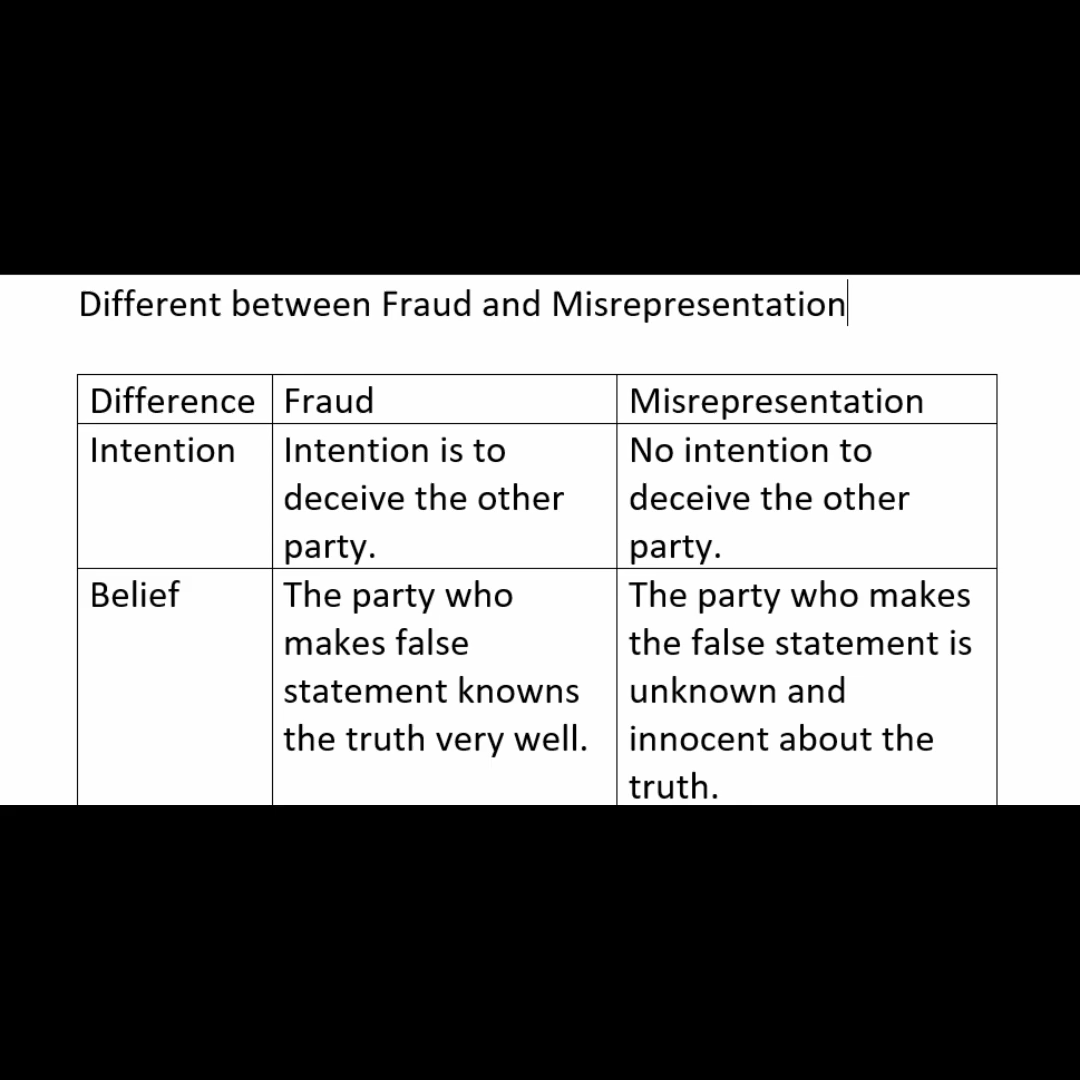 Different between Fraud and Misrepresentation
Difference Fraud Misrepresentation
Intention Intention is to No intention to
deceive the other deceive the other
party. party.
Belief The party who The party who makes
makes false the false statement is
statement knowns unknown and
the truth very well. innocent about the
truth.